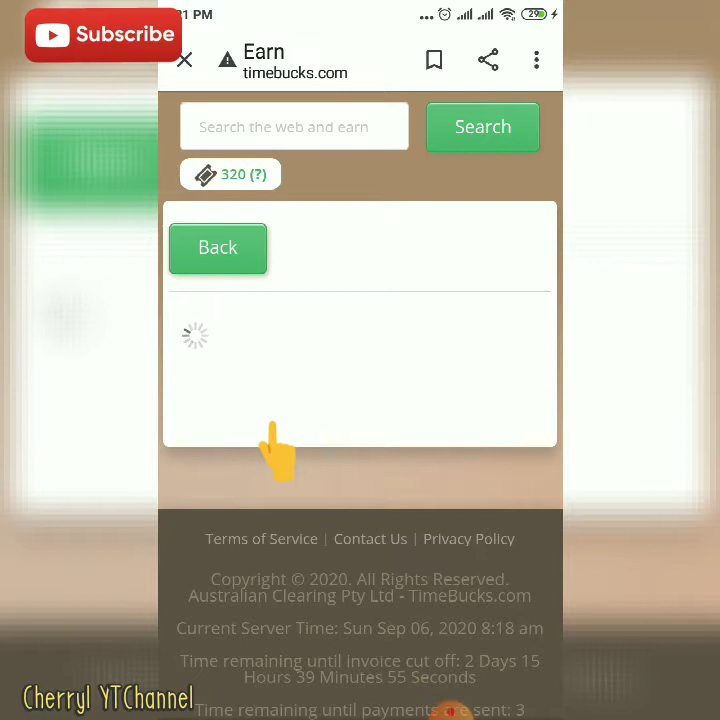 Subscribe
21 PM
29
Earn
timebucks.com
Search the web and earn
Search
320 (?)
Back
Terms of Service | Contact Us | Privacy Policy
Copyright © 2020. All Rights Reserved.
Australian Clearing Pty Ltd - TimeBucks.com
Current Server Time: Sun Sep 06, 2020 8:18 am
Time remaining until invoice cut off: 2 Days 15
Hours 39 Minutes 55 Seconds
Time remaining until payments are sent: 3
Cherryl YTChannel